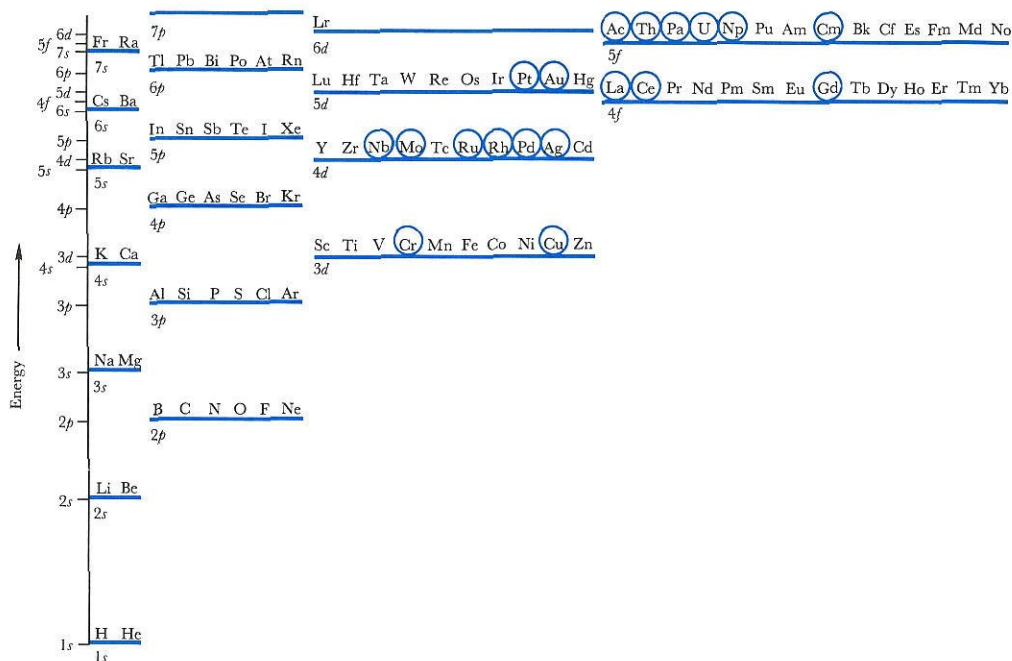 7p
Lr
6d
6d
5f
Fr Ra
7s
7s
Ac Th Pa U Np Pu Am Cm Bk Cf Es Fm Md No
5f
Tl Pb Bi Po At Rn
6p
6p
Lu Hf Ta W Re Os Ir Pt Au Hg
5d
5d
La Ce Pr Nd Pm Sm Eu Gd Tb Dy Ho Er Tm Yb
4f
4f
Cs Ba
6s
6s
In Sn Sb Te I Xe
5p
5p
Y Zr Nb Mo Tc Ru Rh Pd Ag Cd
4d
4d
Rb Sr
5s
5s
Ga Ge As Se Br Kr
4p
4p
Sc Ti V Cr Mn Fe Co Ni Cu Zn
3d
3d
K Ca
4s
4s
Al Si P S Cl Ar
3p
3p
Energy
Na Mg
3s
3s
B C N O F Ne
2p
2p
Li Be
2s
2s
H He
1s
1s